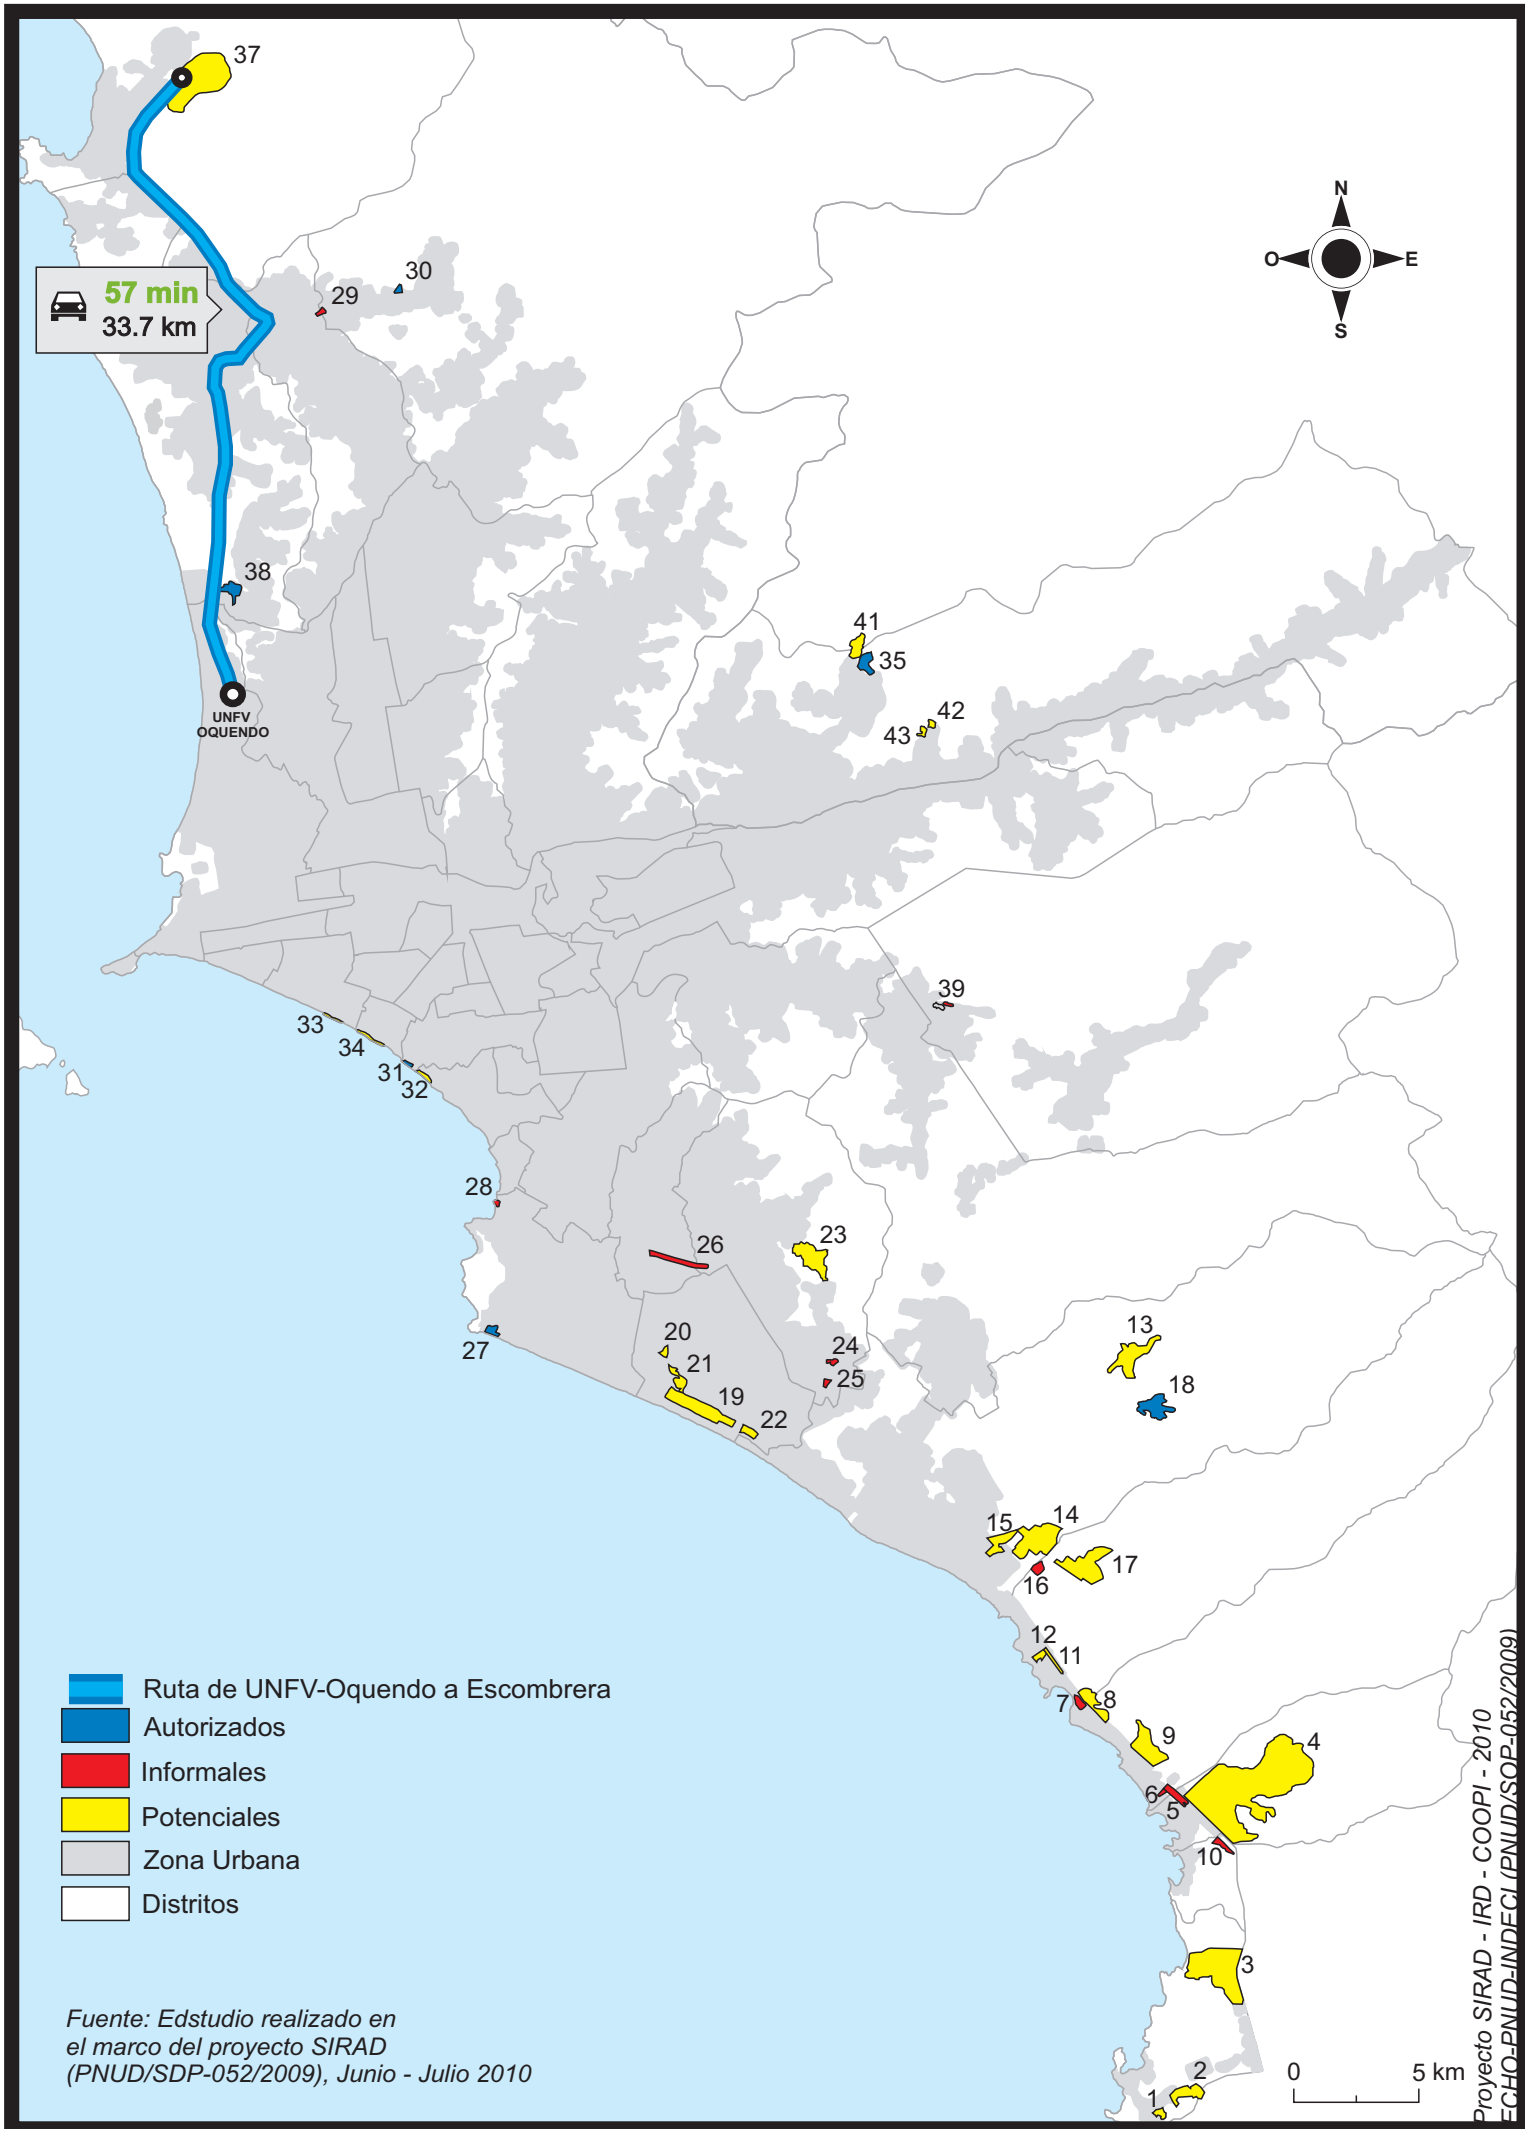 37
N
O
E
S
57 min
33.7 km
30
29
38
41
35
UNFV
OQUENDO
42
43
39
33
34
31
32
28
26
23
27
20
21
19
22
24
25
13
18
15
14
17
16
12
11
7
8
9
4
6
5
10
3
2
1
Ruta de UNFV-Oquendo a Escombrera
Autorizados
Informales
Potenciales
Zona Urbana
Distritos
Fuente: Edstudio realizado en
el marco del proyecto SIRAD
(PNUD/SDP-052/2009), Junio - Julio 2010
0
5 km
Proyecto SIRAD - IRD - COOPI - 2010
ECHO-PNUD-INDECI (PNUD/SOP-052/2009)